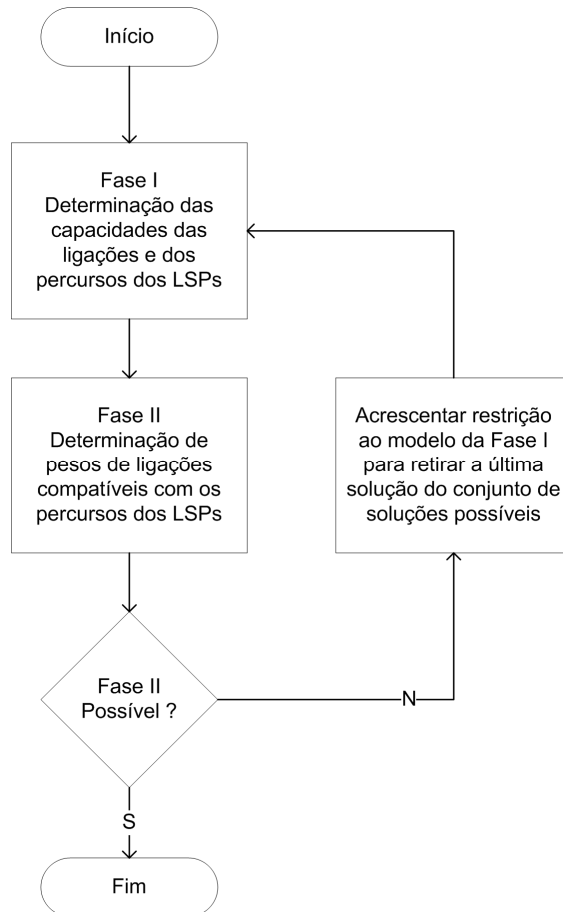 Início
Fase I
Determinação das
capacidades das
ligações e dos
percursos dos LSPs
Fase II
Determinação de
pesos de ligações
compatíveis com os
percursos dos LSPs
Acrescentar restrição
ao modelo da Fase I
para retirar a última
solução do conjunto de
soluções possíveis
Fase II
Possível ?
N
S
Fim